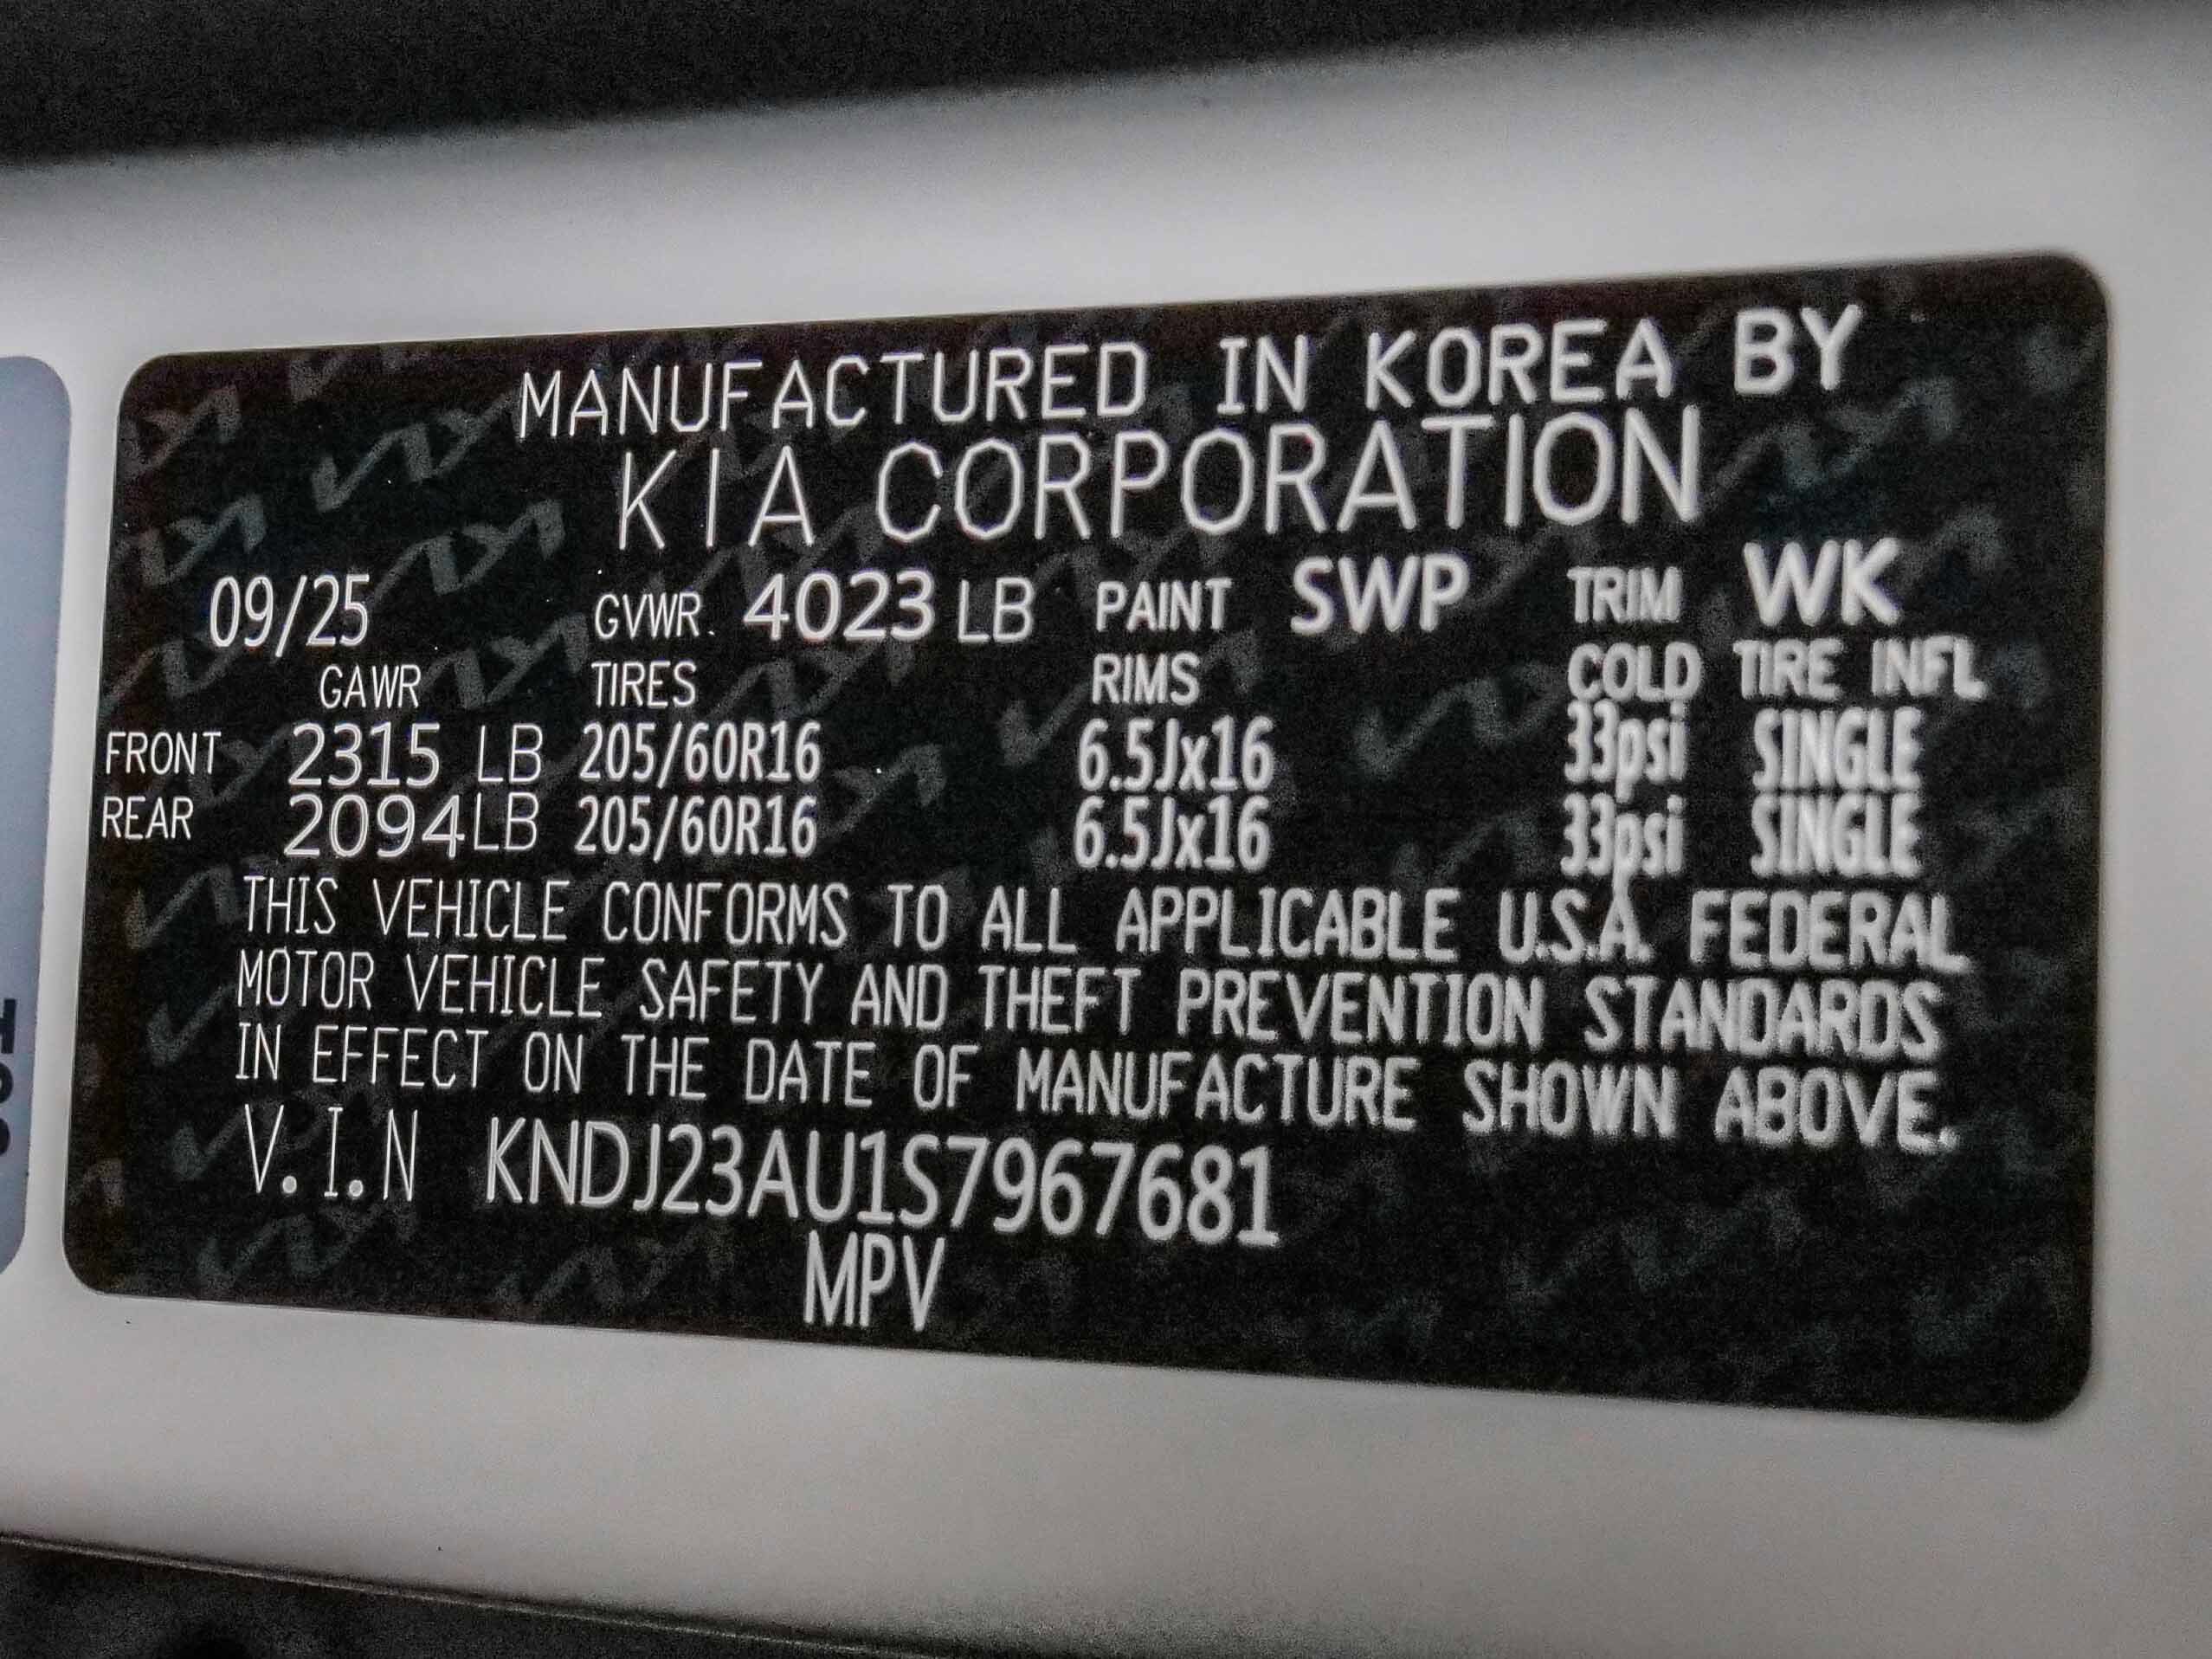 MANUFACTURED IN KOREA BY
KIA CORPORATION
09/25 GVWR. 4023 LB PAINT SWP TRIM WK
GAWR TIRES RIMS COLD TIRE INFL
FRONT 2315 LB 205/60R16 6.5Jx16 33psi SINGLE
REAR 2094LB 205/60R16 6.5Jx16 33psi SINGLE
THIS VEHICLE CONFORMS TO ALL APPLICABLE U.S.A. FEDERAL
MOTOR VEHICLE SAFETY AND THEFT PREVENTION STANDARDS
IN EFFECT ON THE DATE OF MANUFACTURE SHOWN ABOVE.
V.I.N KNDJ23AU1S7967681
MPV